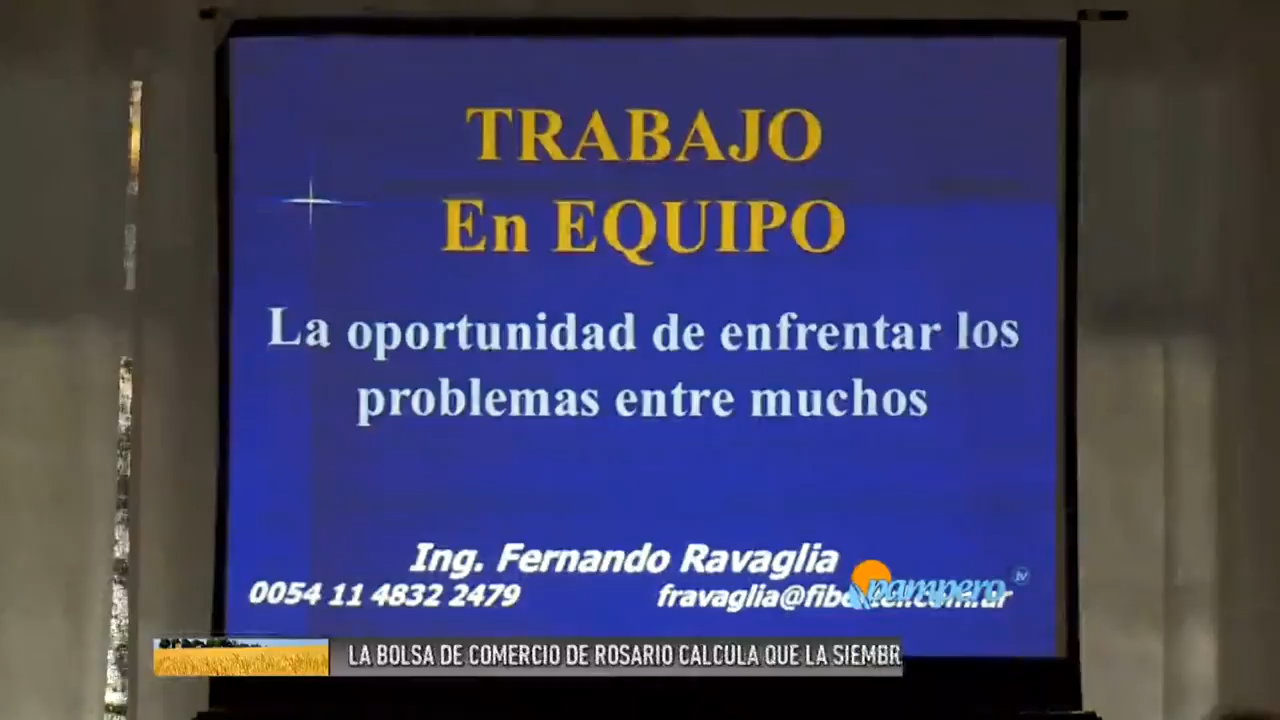 TRABAJO
En EQUIPO
La oportunidad de enfrentar los
problemas entre muchos
Ing. Fernando Ravaglia
0054 11 4832 2479
pampero tv
LA BOLSA DE COMERCIO DE ROSARIO CALCULA QUE LA SIEMBR